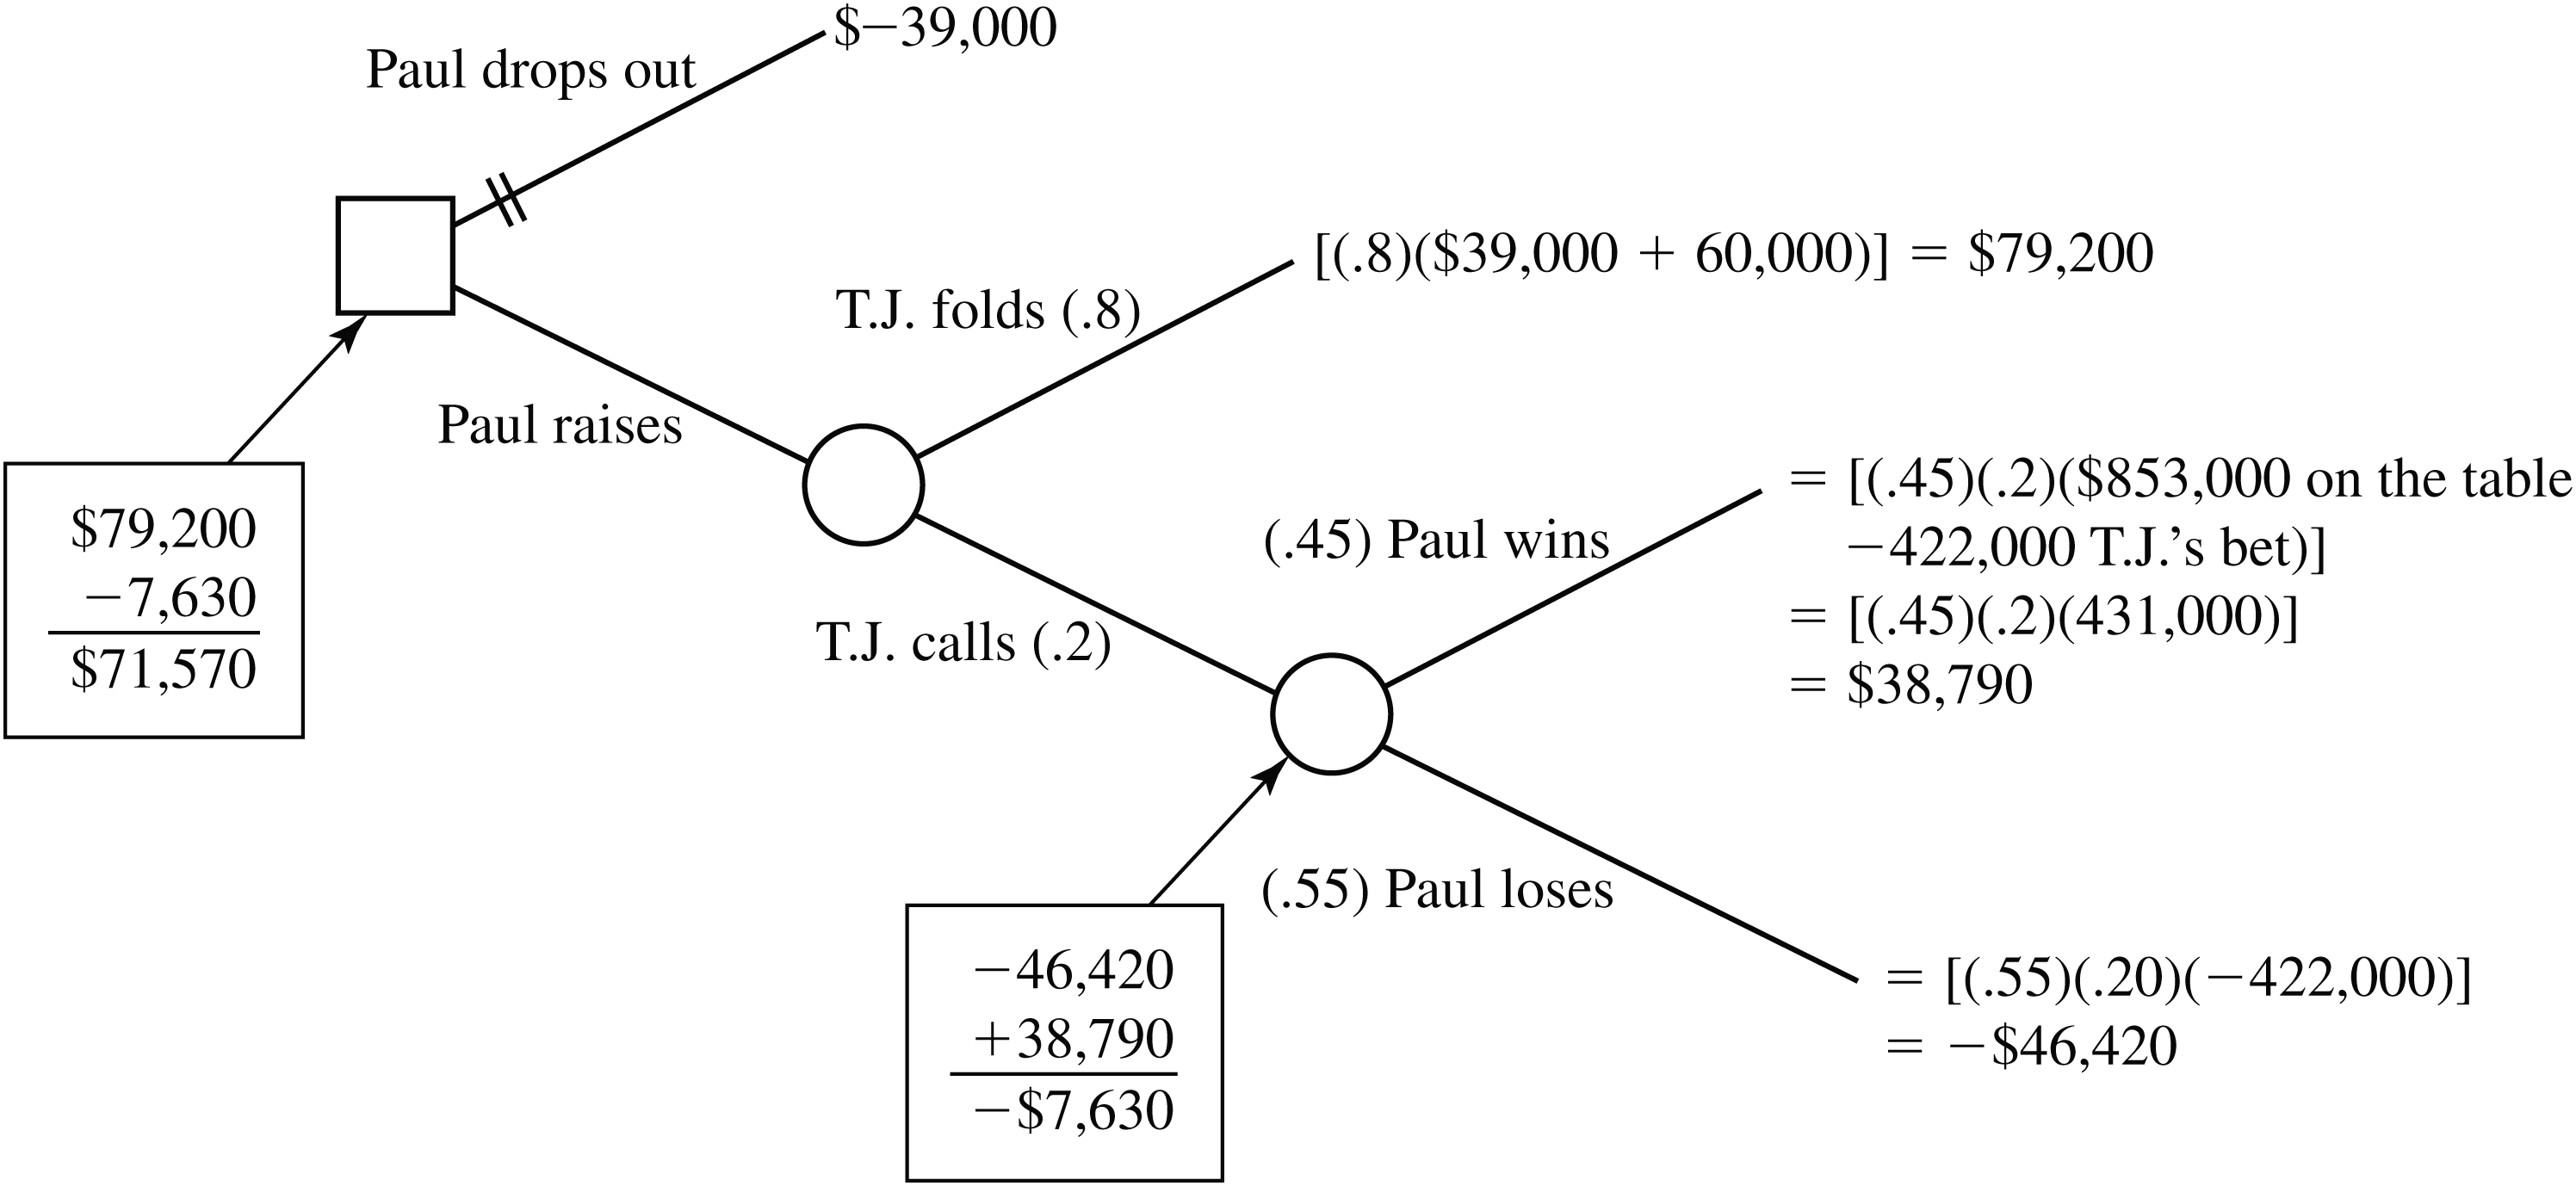 $−39,000
Paul drops out
[(.8)($39,000 + 60,000)] = $79,200
T.J. folds (.8)
Paul raises
$79,200
−7,630
$71,570
= [(.45)(.2)($853,000 on the table
−422,000 T.J.’s bet)]
= [(.45)(.2)(431,000)]
= $38,790
(.45) Paul wins
T.J. calls (.2)
(.55) Paul loses
−46,420
+38,790
−$7,630
= [(.55)(.20)(−422,000)]
= −$46,420